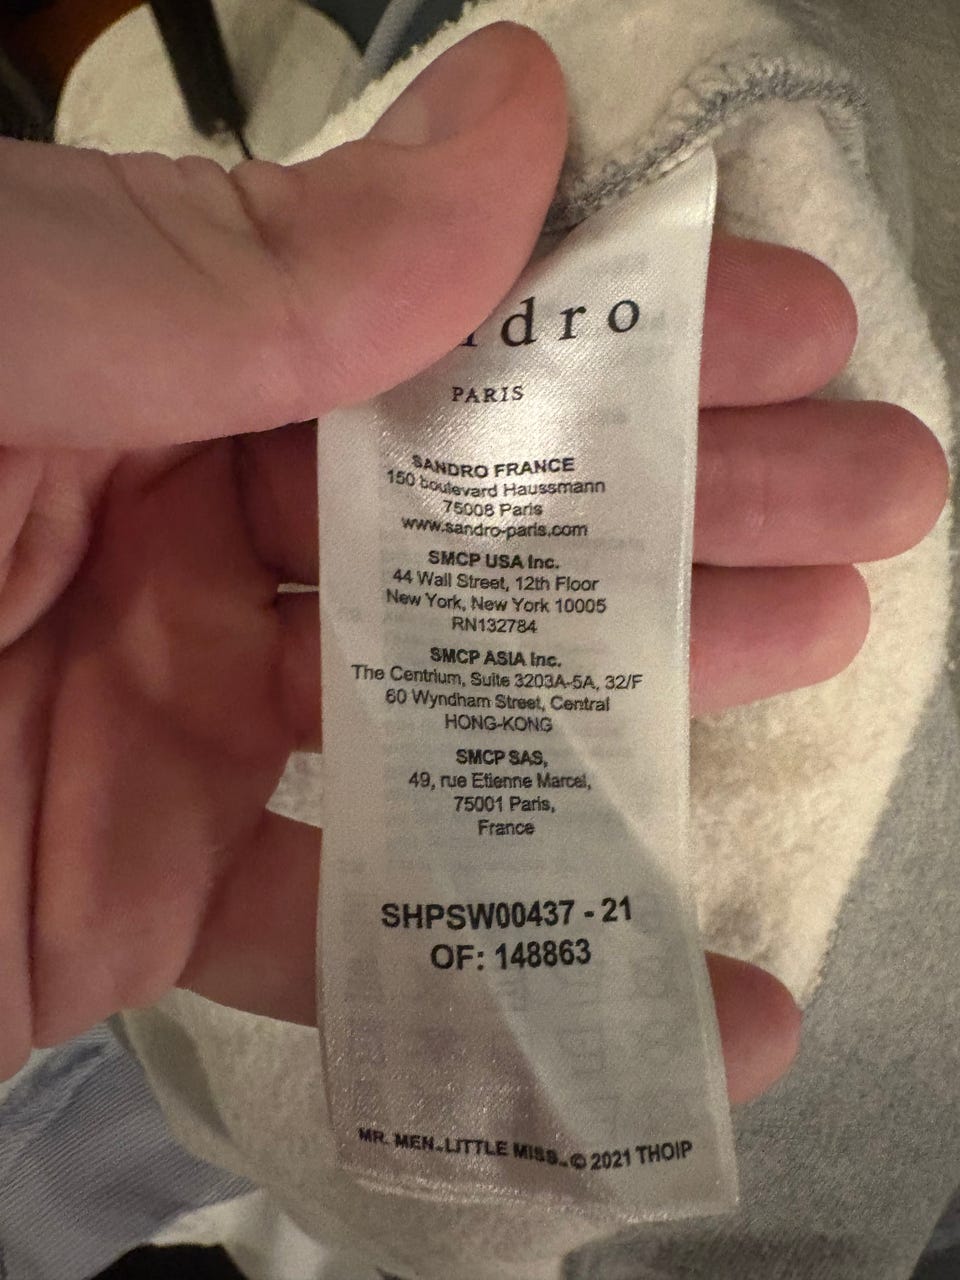 dro
PARIS
SANDRO FRANCE
150 boulevard Haussmann
75008 Paris
www.sandro-paris.com
SMCP USA Inc.
44 Wall Street, 12th Floor
New York, New York 10005
RN132784
SMCP ASIA Inc.
The Centrium, Suite 3203A-5A, 32/F
60 Wyndham Street, Central
HONG-KONG
SMCP SAS,
49, rue Etienne Marcel,
75001 Paris,
France
SHPSW00437 - 21
OF: 148863
MR. MEN™ LITTLE MISS™ © 2021 THOIP